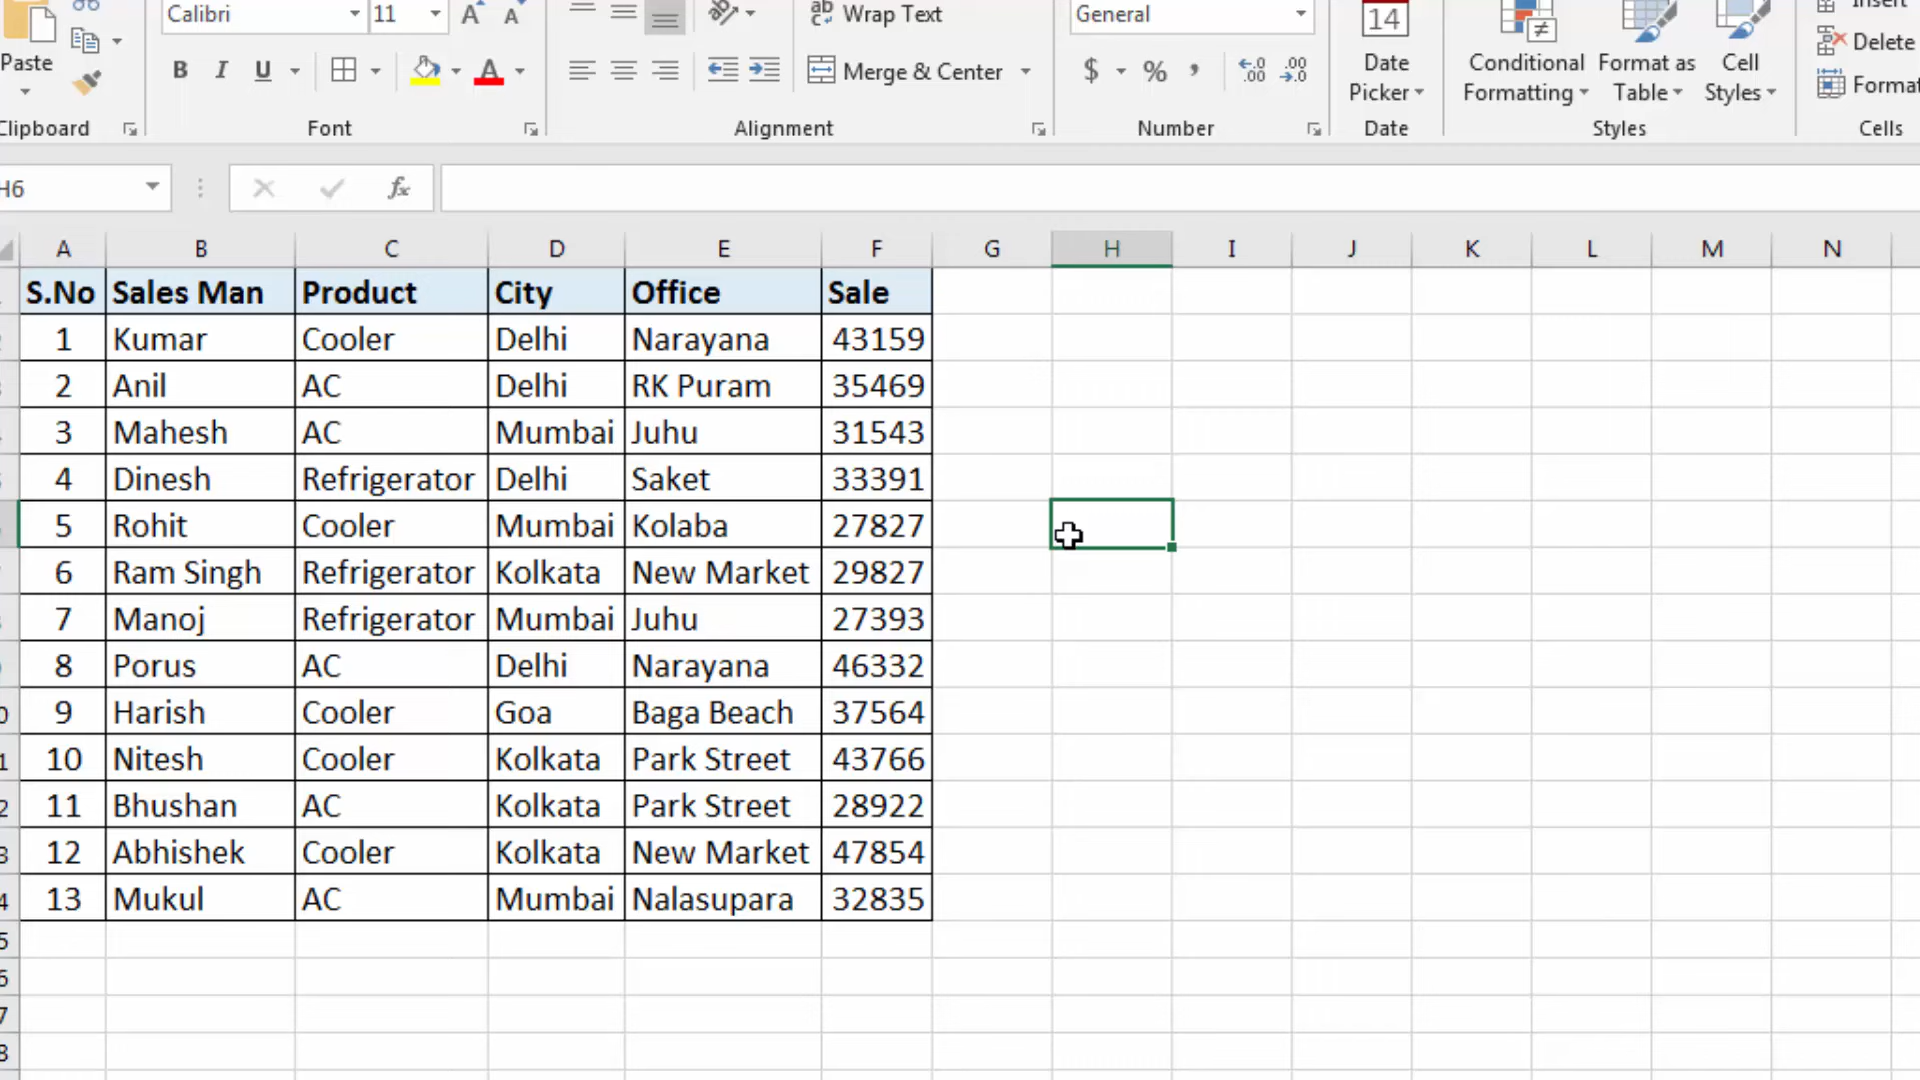 Calibri 11 Wrap Text General 14 Insert
Paste B I U Merge & Center $ % , .00 .00 Date Picker Conditional Formatting Format as Table Cell Styles Delete Format
Clipboard Font Alignment Number Date Styles Cells
H6 fx
A B C D E F G H I J K L M N
S.No Sales Man Product City Office Sale
1 Kumar Cooler Delhi Narayana 43159
2 Anil AC Delhi RK Puram 35469
3 Mahesh AC Mumbai Juhu 31543
4 Dinesh Refrigerator Delhi Saket 33391
5 Rohit Cooler Mumbai Kolaba 27827
6 Ram Singh Refrigerator Kolkata New Market 29827
7 Manoj Refrigerator Mumbai Juhu 27393
8 Porus AC Delhi Narayana 46332
9 Harish Cooler Goa Baga Beach 37564
10 Nitesh Cooler Kolkata Park Street 43766
11 Bhushan AC Kolkata Park Street 28922
12 Abhishek Cooler Kolkata New Market 47854
13 Mukul AC Mumbai Nalasupara 32835